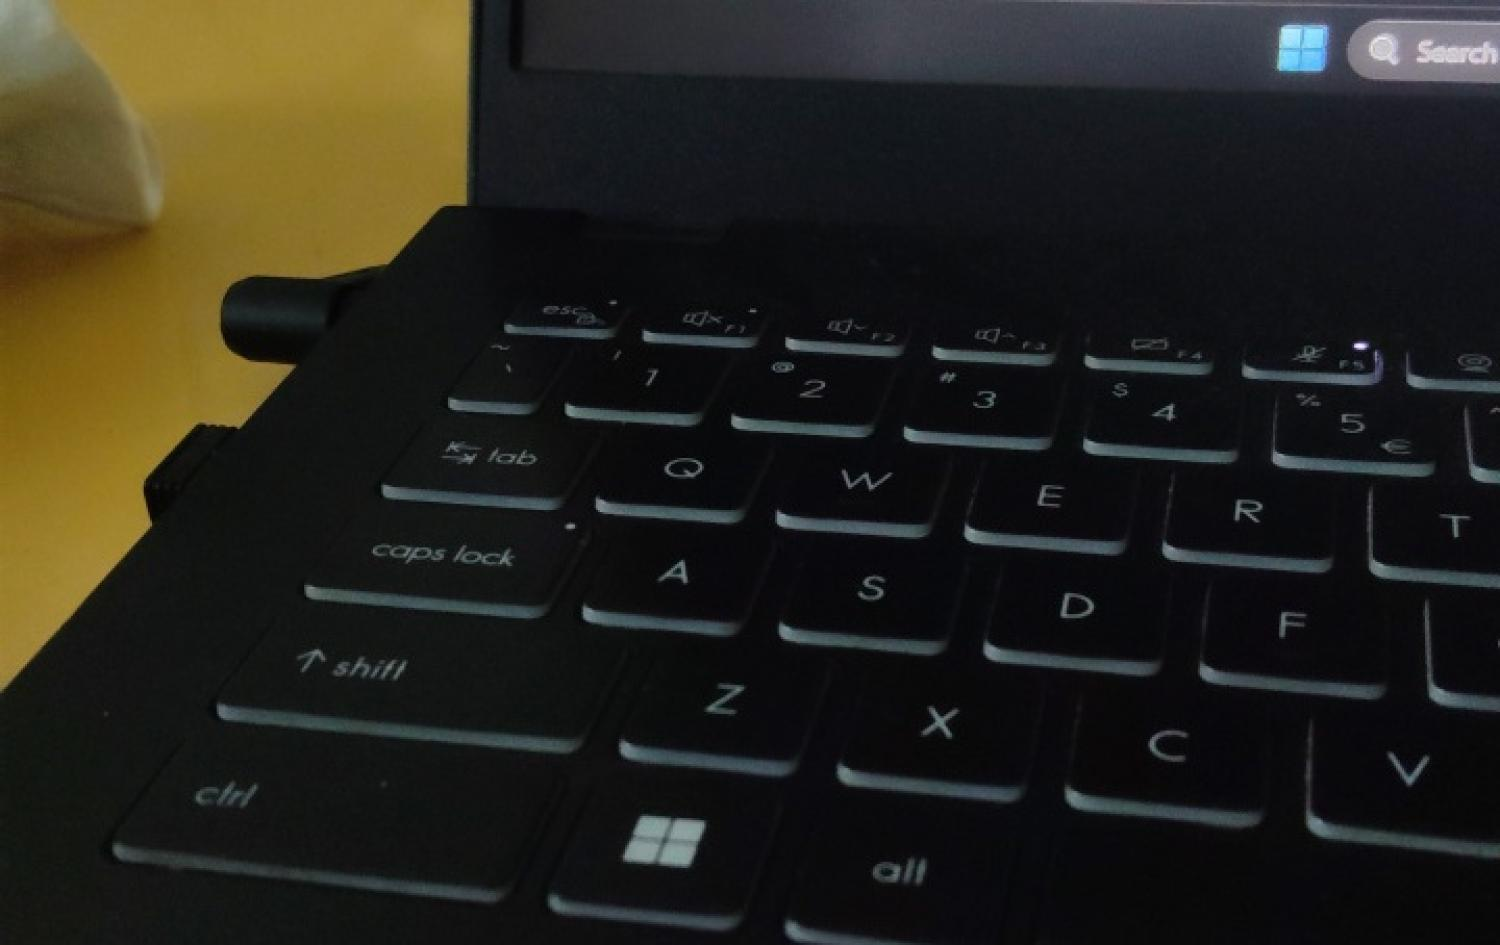 Search
esc F1 F2 F3 F4 F5
~ ` ! 1 @ 2 # 3 $ 4 % 5 €
tab Q W E R T
caps lock A S D F
shift Z X C V
ctrl alt